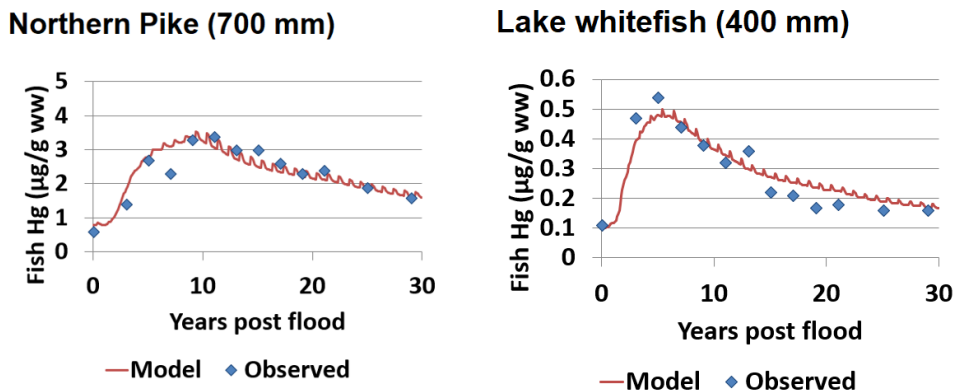 Northern Pike (700 mm)
Fish Hg (µg/g ww)
5
4
3
2
1
0
0 10 20 30
Years post flood
Model Observed
Lake whitefish (400 mm)
Fish Hg (µg/g ww)
0.6
0.5
0.4
0.3
0.2
0.1
0
0 10 20 30
Years post flood
Model Observed